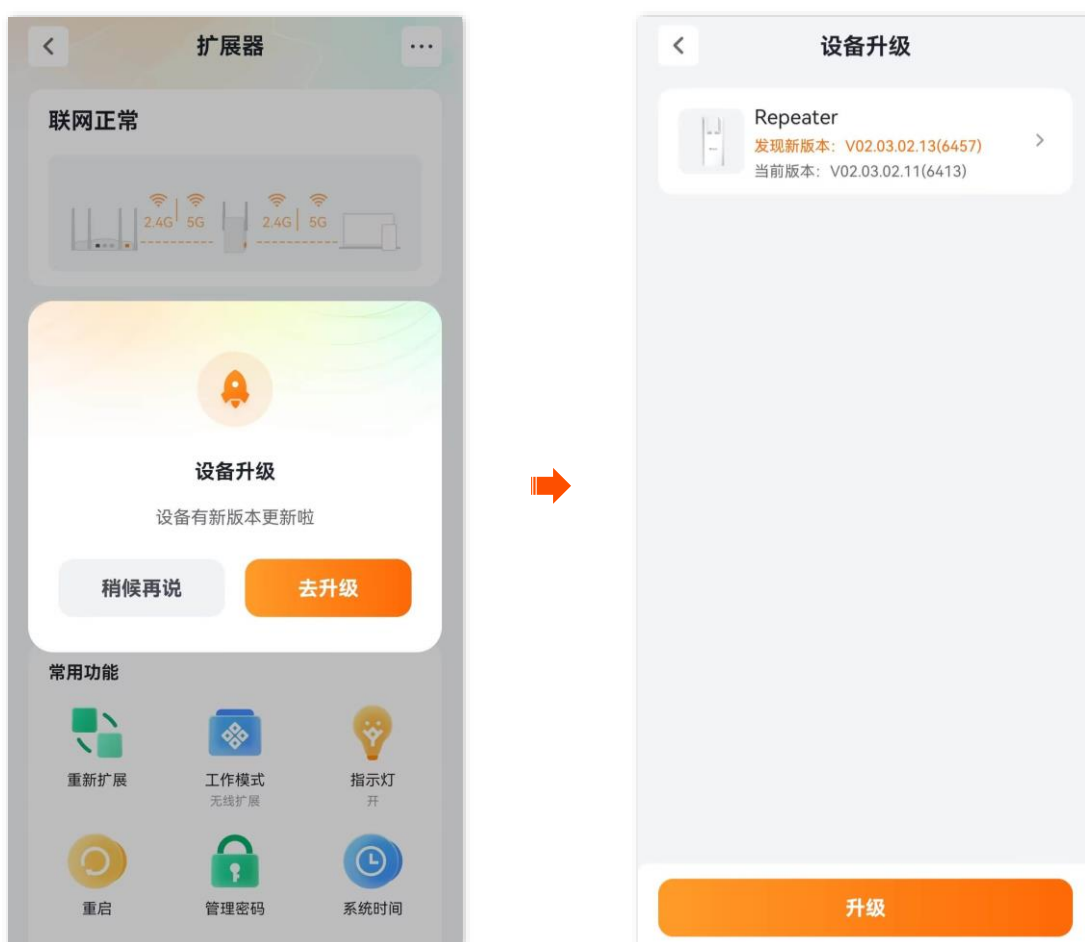 扩展器
联网正常
2.4G 5G 2.4G 5G
设备升级
设备有新版本更新啦
稍候再说 去升级
常用功能
重新扩展 工作模式 指示灯
无线扩展 开
重启 管理密码 系统时间
设备升级
Repeater
发现新版本：V02.03.02.13(6457)
当前版本：V02.03.02.11(6413)
升级